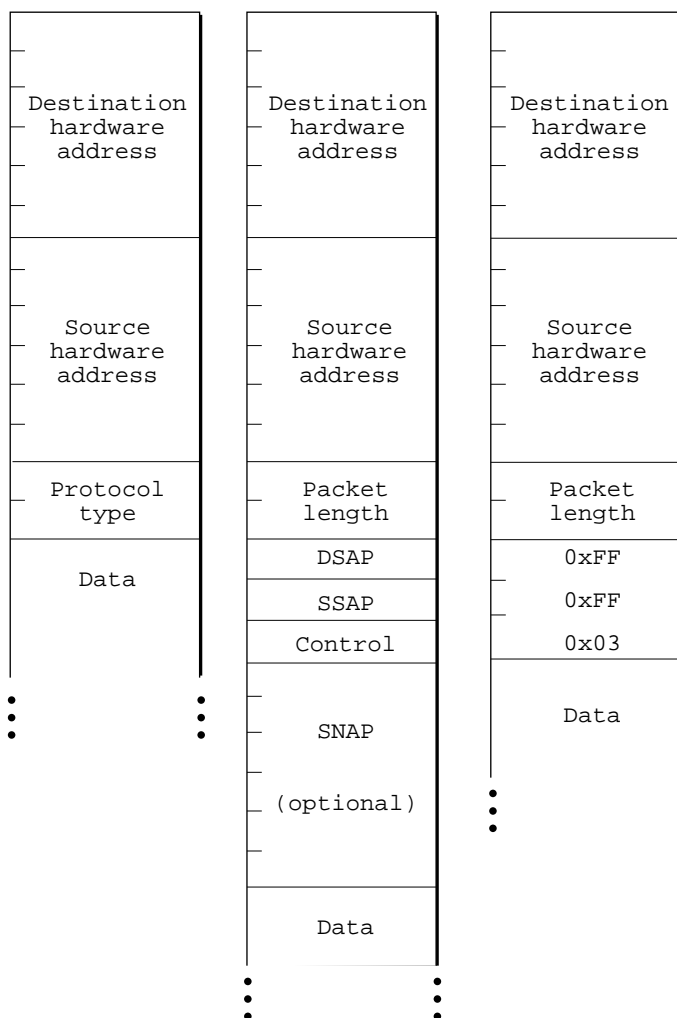 Destination
hardware
address
Source
hardware
address
Protocol
type
Data
Destination
hardware
address
Source
hardware
address
Packet
length
DSAP
SSAP
Control
SNAP
(optional)
Data
Destination
hardware
address
Source
hardware
address
Packet
length
0xFF
0xFF
0x03
Data